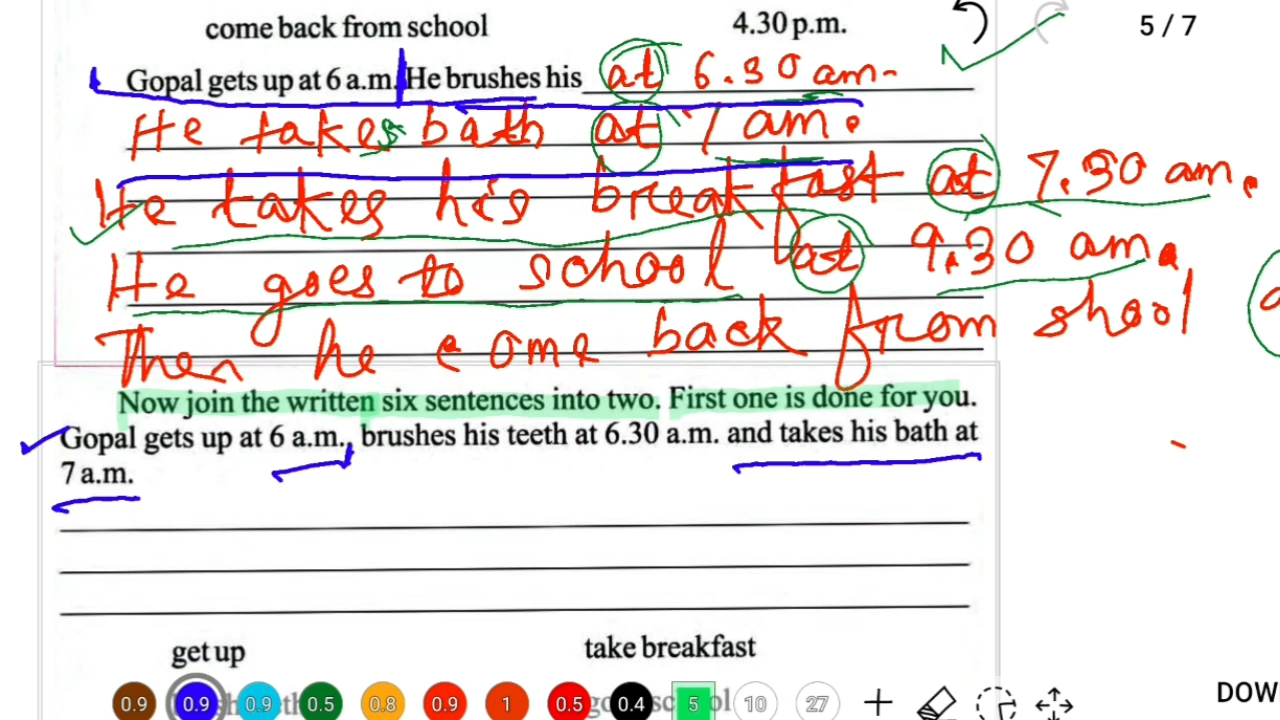 come back from school 4.30 p.m.
5 / 7
Gopal gets up at 6 a.m. He brushes his at 6.30 am.
He takes bath at 7 am.
He takes his breakfast at 7.30 am.
He goes to school at 9.30 am.
Then he come back from shool
Now join the written six sentences into two. First one is done for you.
Gopal gets up at 6 a.m., brushes his teeth at 6.30 a.m. and takes his bath at
7 a.m.
get up take breakfast
0.9 0.9 0.9 0.5 0.8 0.9 1 0.5 0.4 5 10 27
DOW